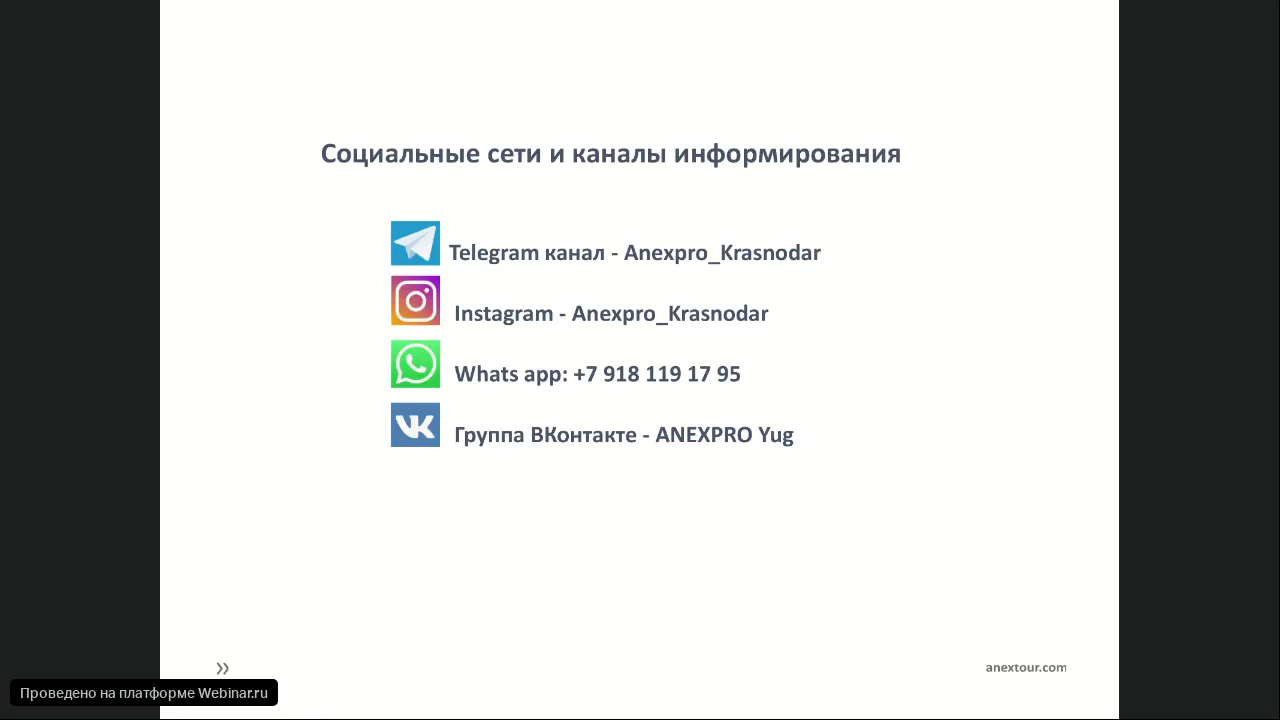 Социальные сети и каналы информирования
Telegram канал - Anexpro_Krasnodar
Instagram - Anexpro_Krasnodar
Whats app: +7 918 119 17 95
Группа ВКонтакте - ANEXPRO Yug
anextour.com
Проведено на платформе Webinar.ru